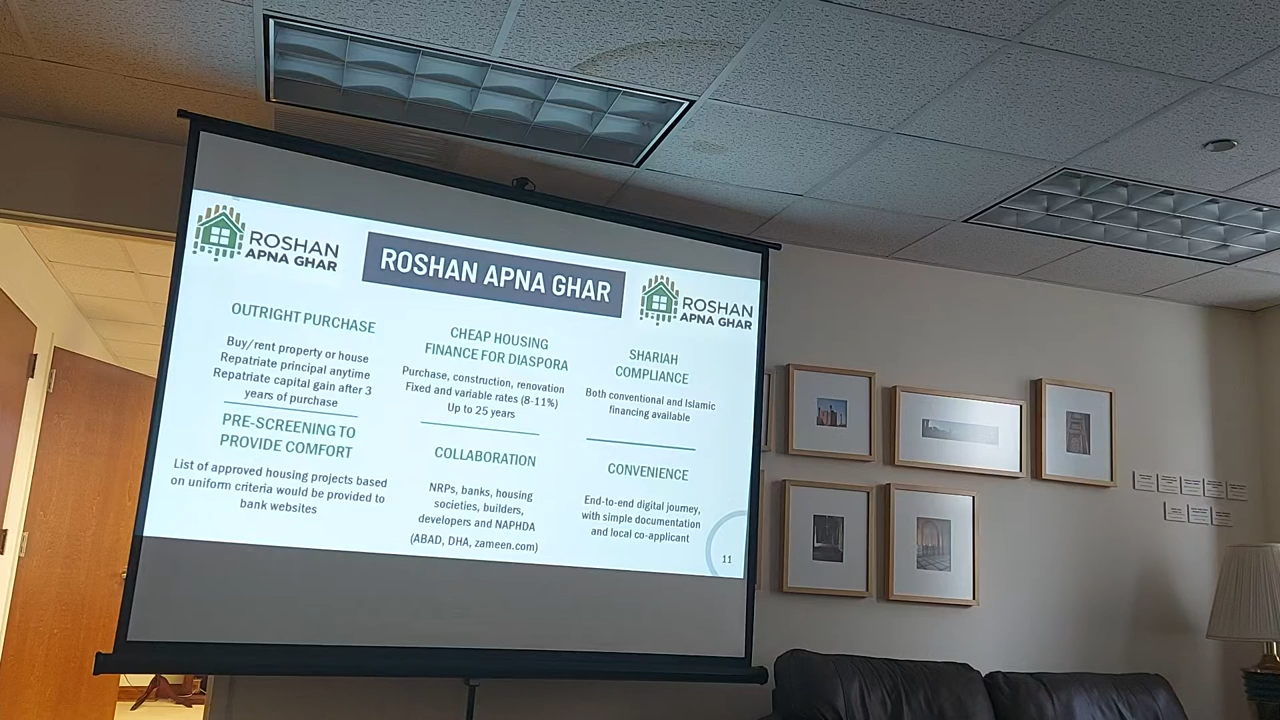 ROSHAN
APNA GHAR
ROSHAN APNA GHAR
ROSHAN
APNA GHAR
OUTRIGHT PURCHASE
Buy/rent property or house
Repatriate principal anytime
Repatriate capital gain after 3
years of purchase
CHEAP HOUSING
FINANCE FOR DIASPORA
Purchase, construction, renovation
Fixed and variable rates (8-11%)
Up to 25 years
SHARIAH
COMPLIANCE
Both conventional and Islamic
financing available
PRE-SCREENING TO
PROVIDE COMFORT
List of approved housing projects based
on uniform criteria would be provided to
bank websites
COLLABORATION
NRPs, banks, housing
societies, builders,
developers and NAPHDA
(ABAD, DHA, zameen.com)
CONVENIENCE
End-to-end digital journey,
with simple documentation
and local co-applicant
11